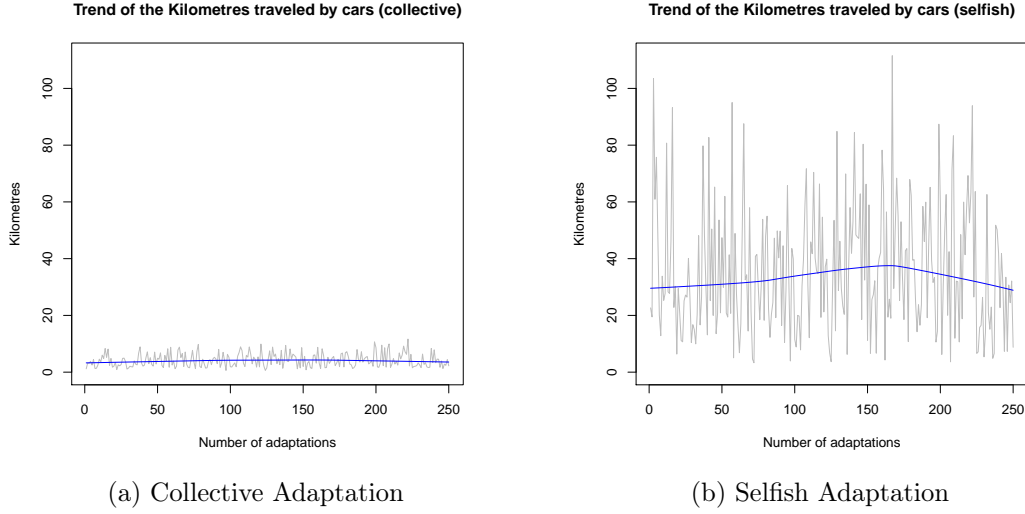 Trend of the Kilometres traveled by cars (collective)
Kilometres
100
80
60
40
20
0
0 50 100 150 200 250
Number of adaptations
(a) Collective Adaptation
Trend of the Kilometres traveled by cars (selfish)
Kilometres
100
80
60
40
20
0
0 50 100 150 200 250
Number of adaptations
(b) Selfish Adaptation